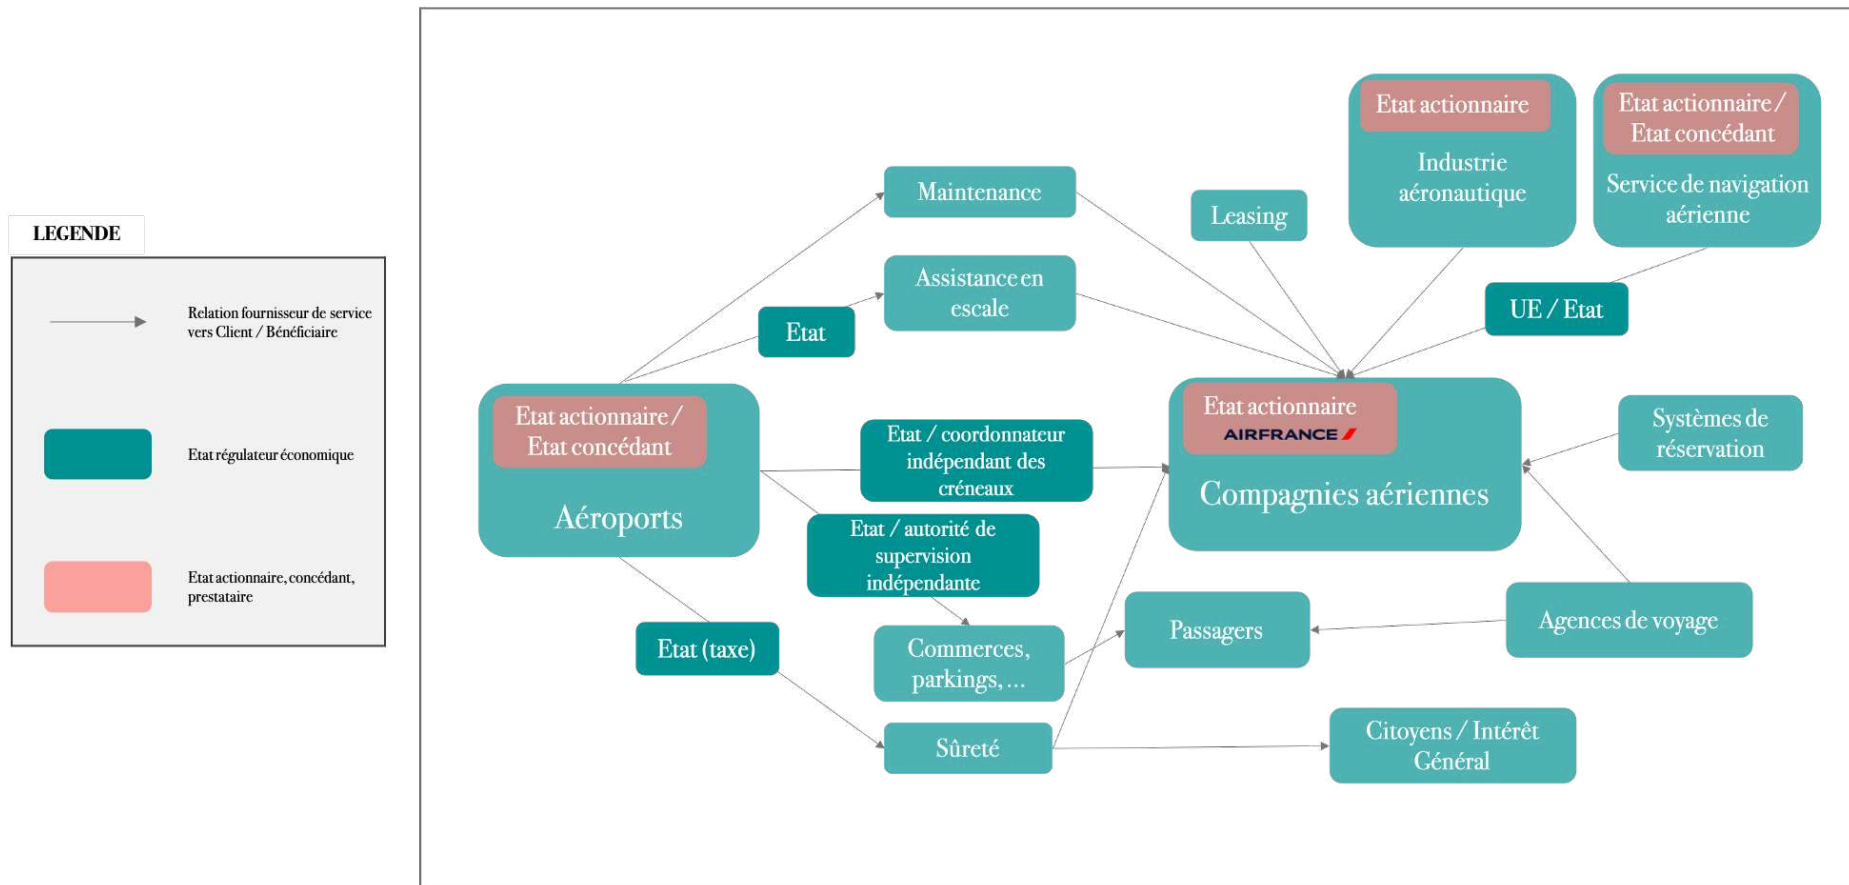 LEGENDE
Relation fournisseur de service
vers Client / Bénéficiaire
Etat régulateur économique
Etat actionnaire, concédant,
prestataire
Etat actionnaire
Industrie
aéronautique
Etat actionnaire /
Etat concédant
Service de navigation
aérienne
Maintenance
Leasing
Assistance en
escale
Etat
UE / Etat
Etat actionnaire /
Etat concédant
Aéroports
Etat / coordonnateur
indépendant des
créneaux
Etat actionnaire
AIRFRANCE
Compagnies aériennes
Systèmes de
réservation
Etat / autorité de
supervision
indépendante
Etat (taxe)
Commerces,
parkings, ...
Passagers
Agences de voyage
Sûreté
Citoyens / Intérêt
Général